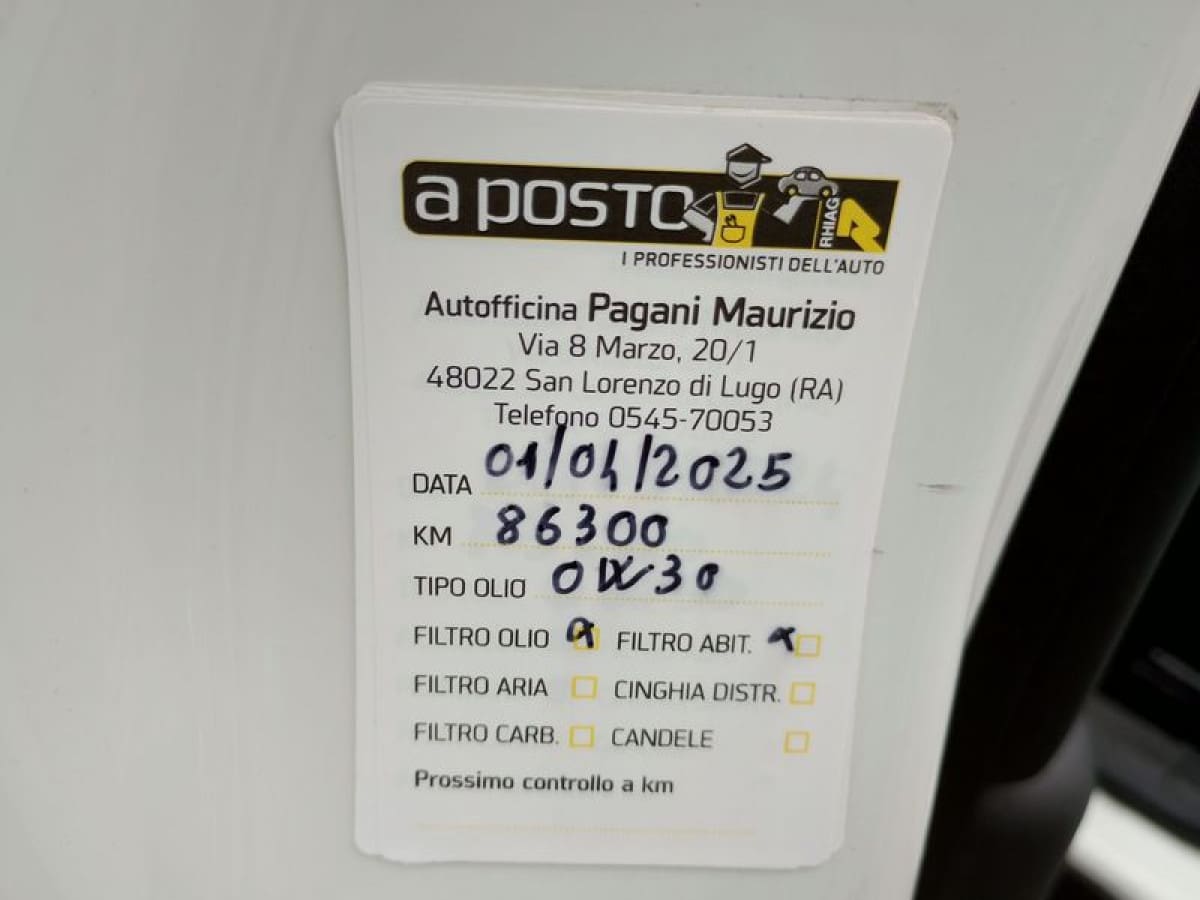 a posto
RHIAG
I PROFESSIONISTI DELL'AUTO
Autofficina Pagani Maurizio
Via 8 Marzo, 20/1
48022 San Lorenzo di Lugo (RA)
Telefono 0545-70053
DATA 01/04/2025
KM 86300
TIPO OLIO 0W30
FILTRO OLIO x FILTRO ABIT. x
FILTRO ARIA CINGHIA DISTR.
FILTRO CARB. CANDELE
Prossimo controllo a km